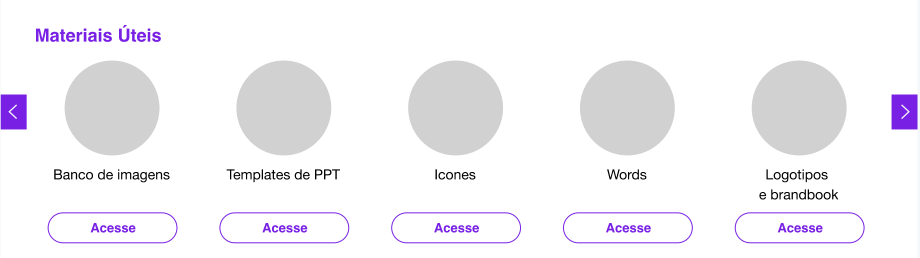 Materiais Úteis
Banco de imagens
Templates de PPT
Icones
Words
Logotipos
e brandbook
Acesse
Acesse
Acesse
Acesse
Acesse